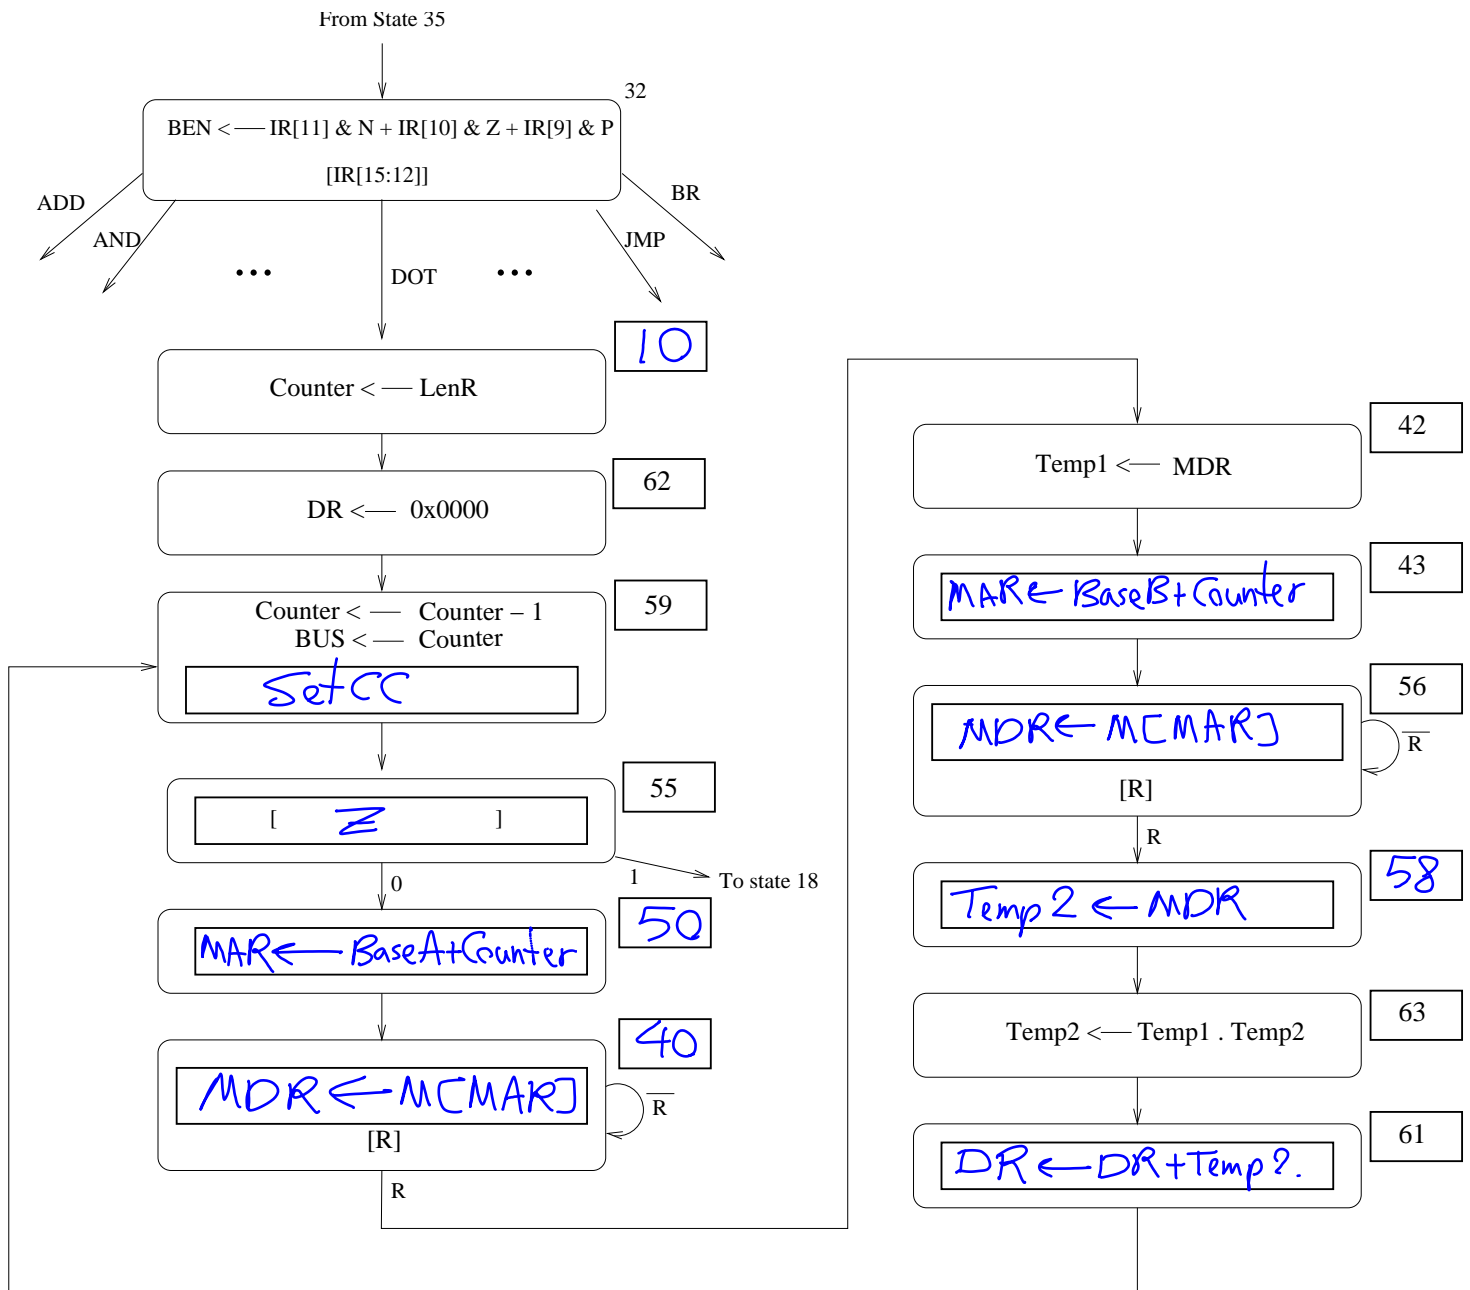 From State 35
32
BEN <— IR[11] & N + IR[10] & Z + IR[9] & P
[IR[15:12]]
ADD
AND
...
DOT
...
JMP
BR
10
Counter <— LenR
62
DR <— 0x0000
59
Counter <— Counter – 1
BUS <— Counter
SetCC
55
[ Z ]
0
1
To state 18
50
MAR ← BaseA+Counter
40
MDR ← M[MAR]
R̅
[R]
R
42
Temp1 <— MDR
43
MAR ← BaseB+Counter
56
MDR ← M[MAR]
R̅
[R]
R
58
Temp2 ← MDR
63
Temp2 <— Temp1 . Temp2
61
DR ← DR+Temp2.